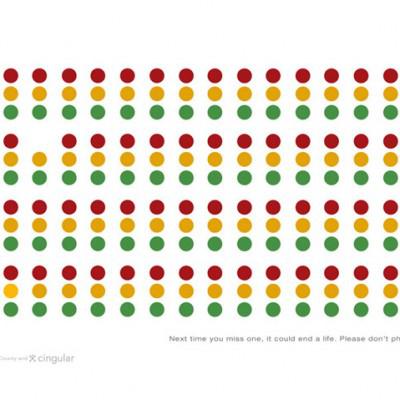 Next time you miss one, it could end a life. Please don't ph
County and cingular